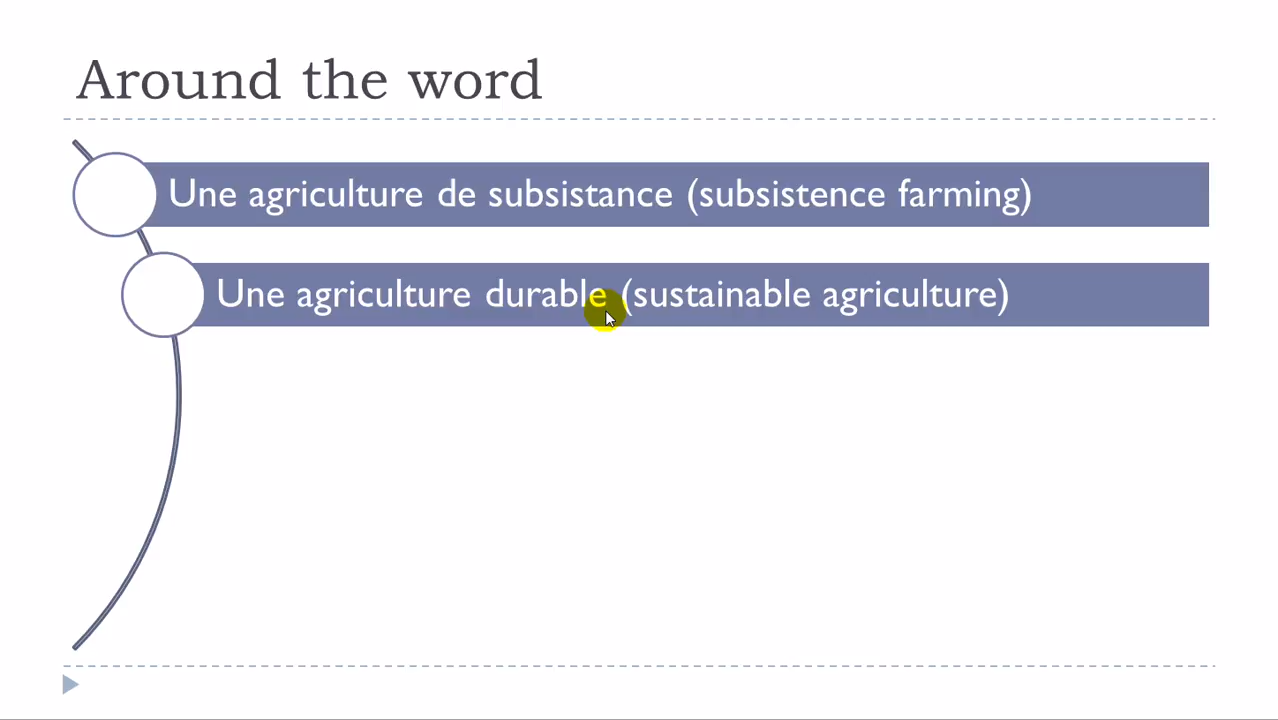 Around the word
Une agriculture de subsistance (subsistence farming)
Une agriculture durable (sustainable agriculture)